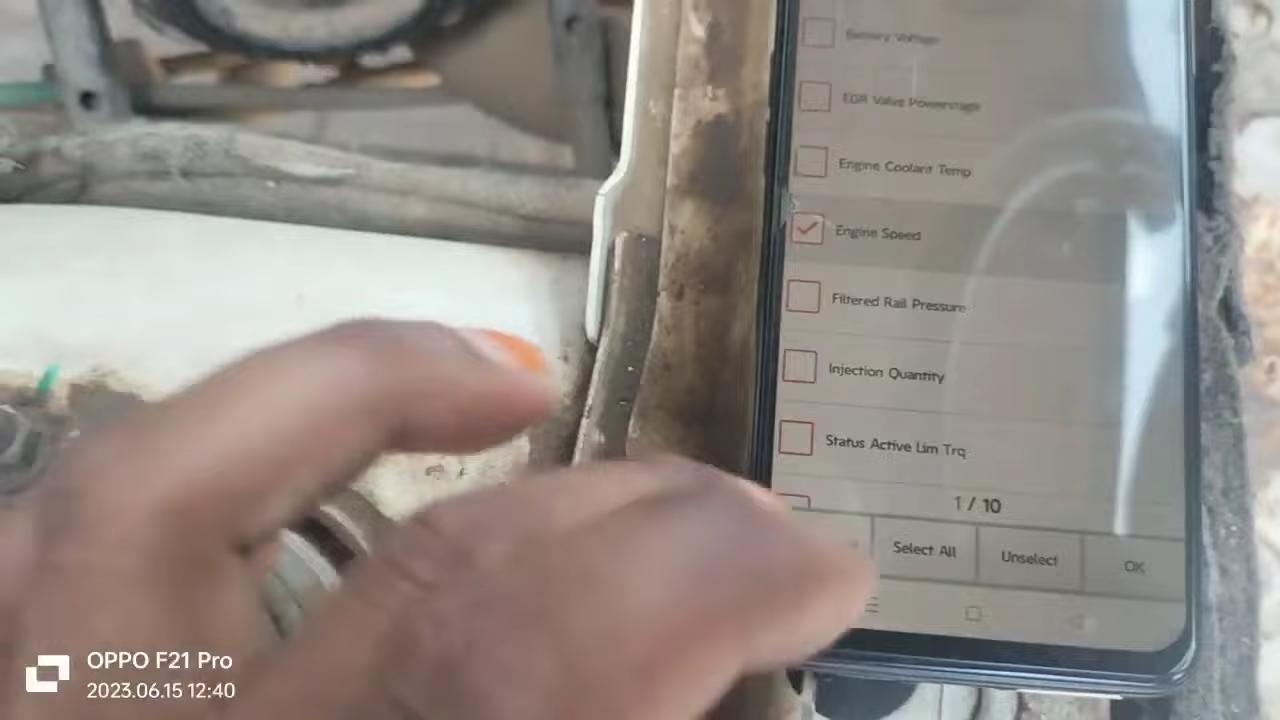 Battery Voltage
EGR Valve Powerstage
Engine Coolant Temp
Engine Speed
Filtered Rail Pressure
Injection Quantity
Status Active Lim Trq
1 / 10
Select All
Unselect
OK
OPPO F21 Pro
2023.06.15 12:40